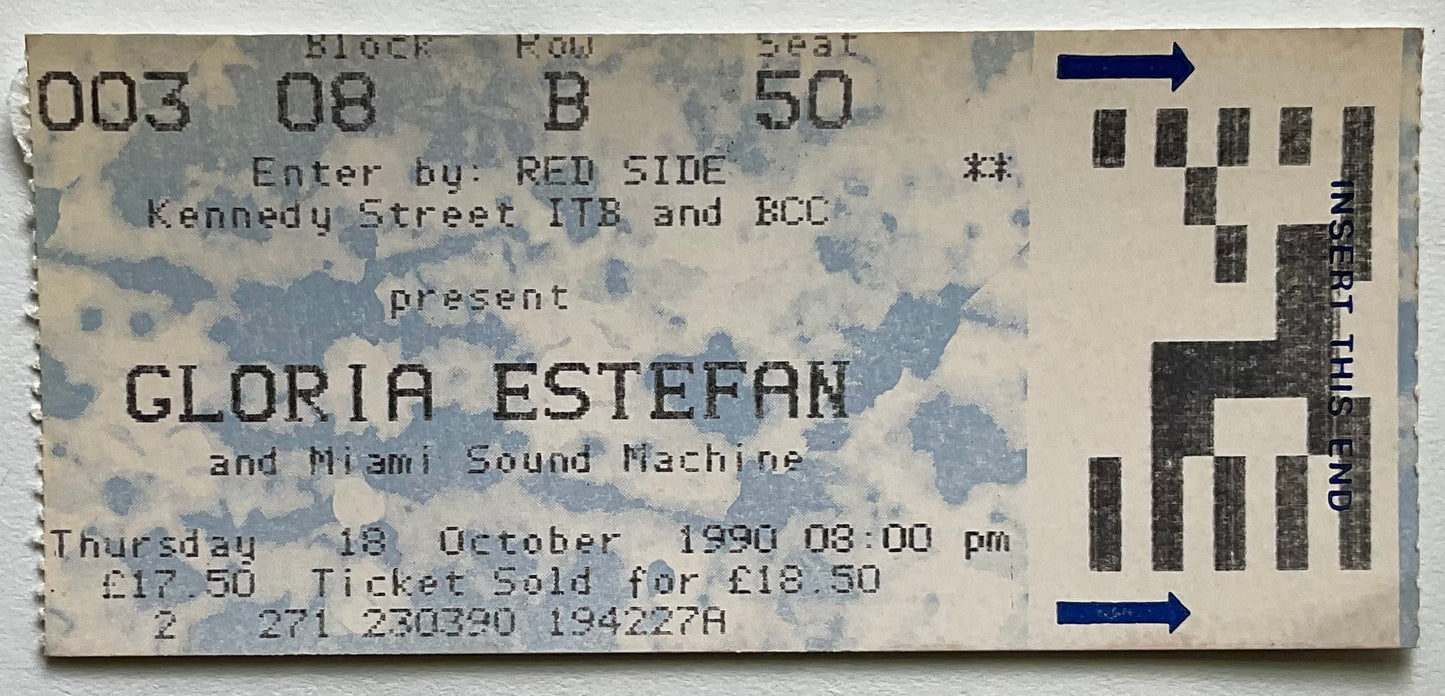 Block Row Seat
003 08 B 50
Enter by: RED SIDE **
Kennedy Street ITB and BCC
present
GLORIA ESTEFAN
and Miami Sound Machine
Thursday 18 October 1990 08:00 pm
£17.50 Ticket Sold for £18.50
2 271 230390 194227A
INSERT THIS END